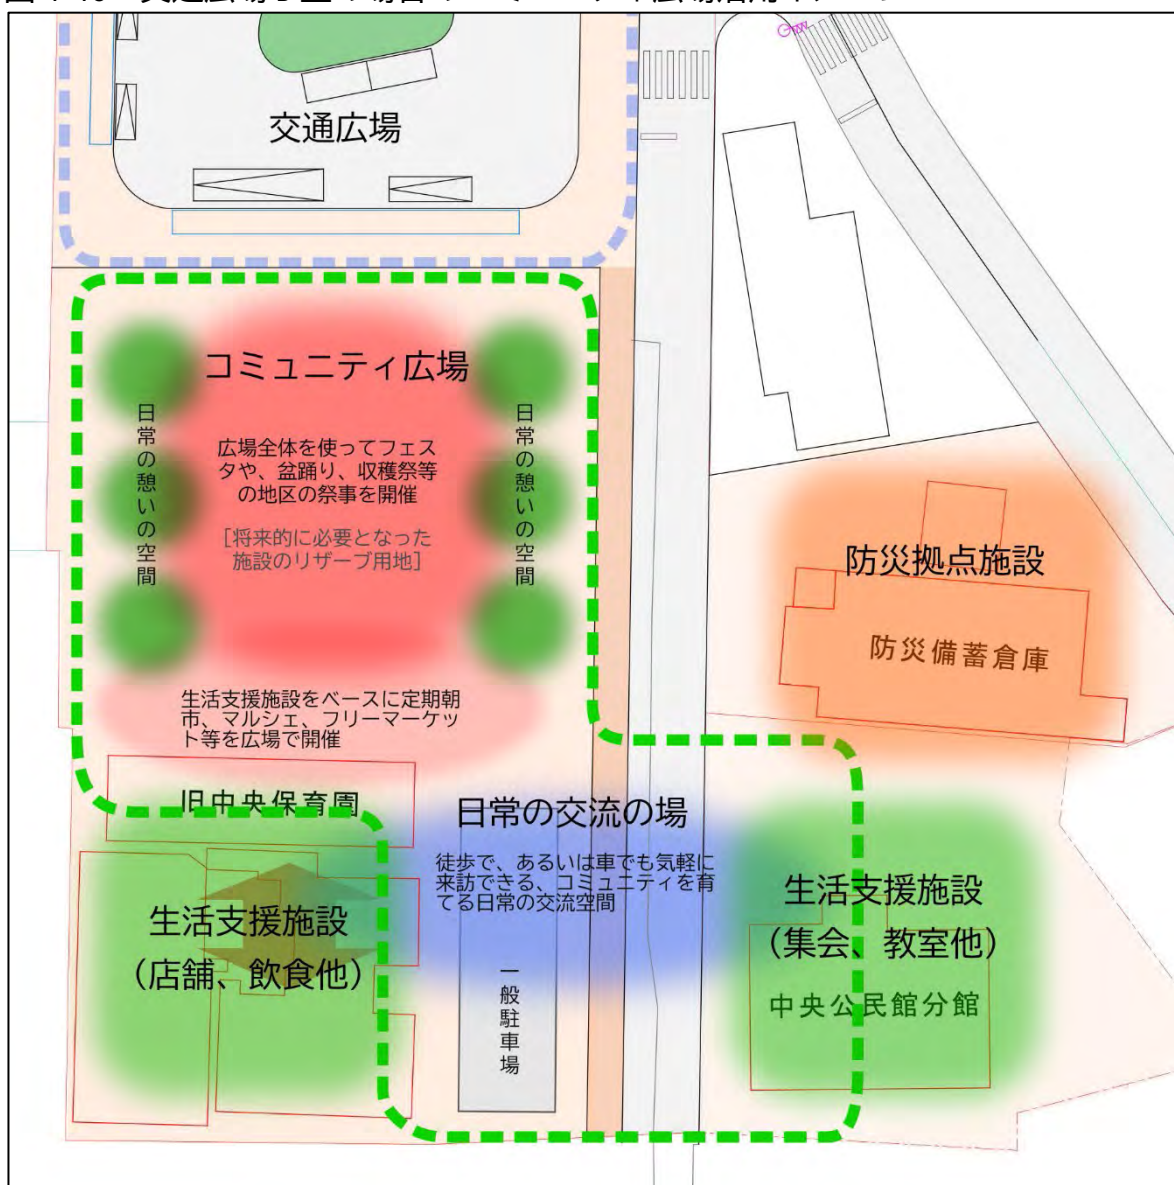 交通広場
コミュニティ広場
日常の憩いの空間
日常の憩いの空間
広場全体を使ってフェス
タや、盆踊り、収穫祭等
の地区の祭事を開催
[将来的に必要となった
施設のリザーブ用地]
防災拠点施設
防災備蓄倉庫
生活支援施設をベースに定期朝
市、マルシェ、フリーマーケッ
ト等を広場で開催
旧中央保育園
日常の交流の場
徒歩で、あるいは車でも気軽に
来訪できる、コミュニティを育
てる日常の交流空間
生活支援施設
(店舗、飲食他)
一般駐車場
生活支援施設
(集会、教室他)
中央公民館分館